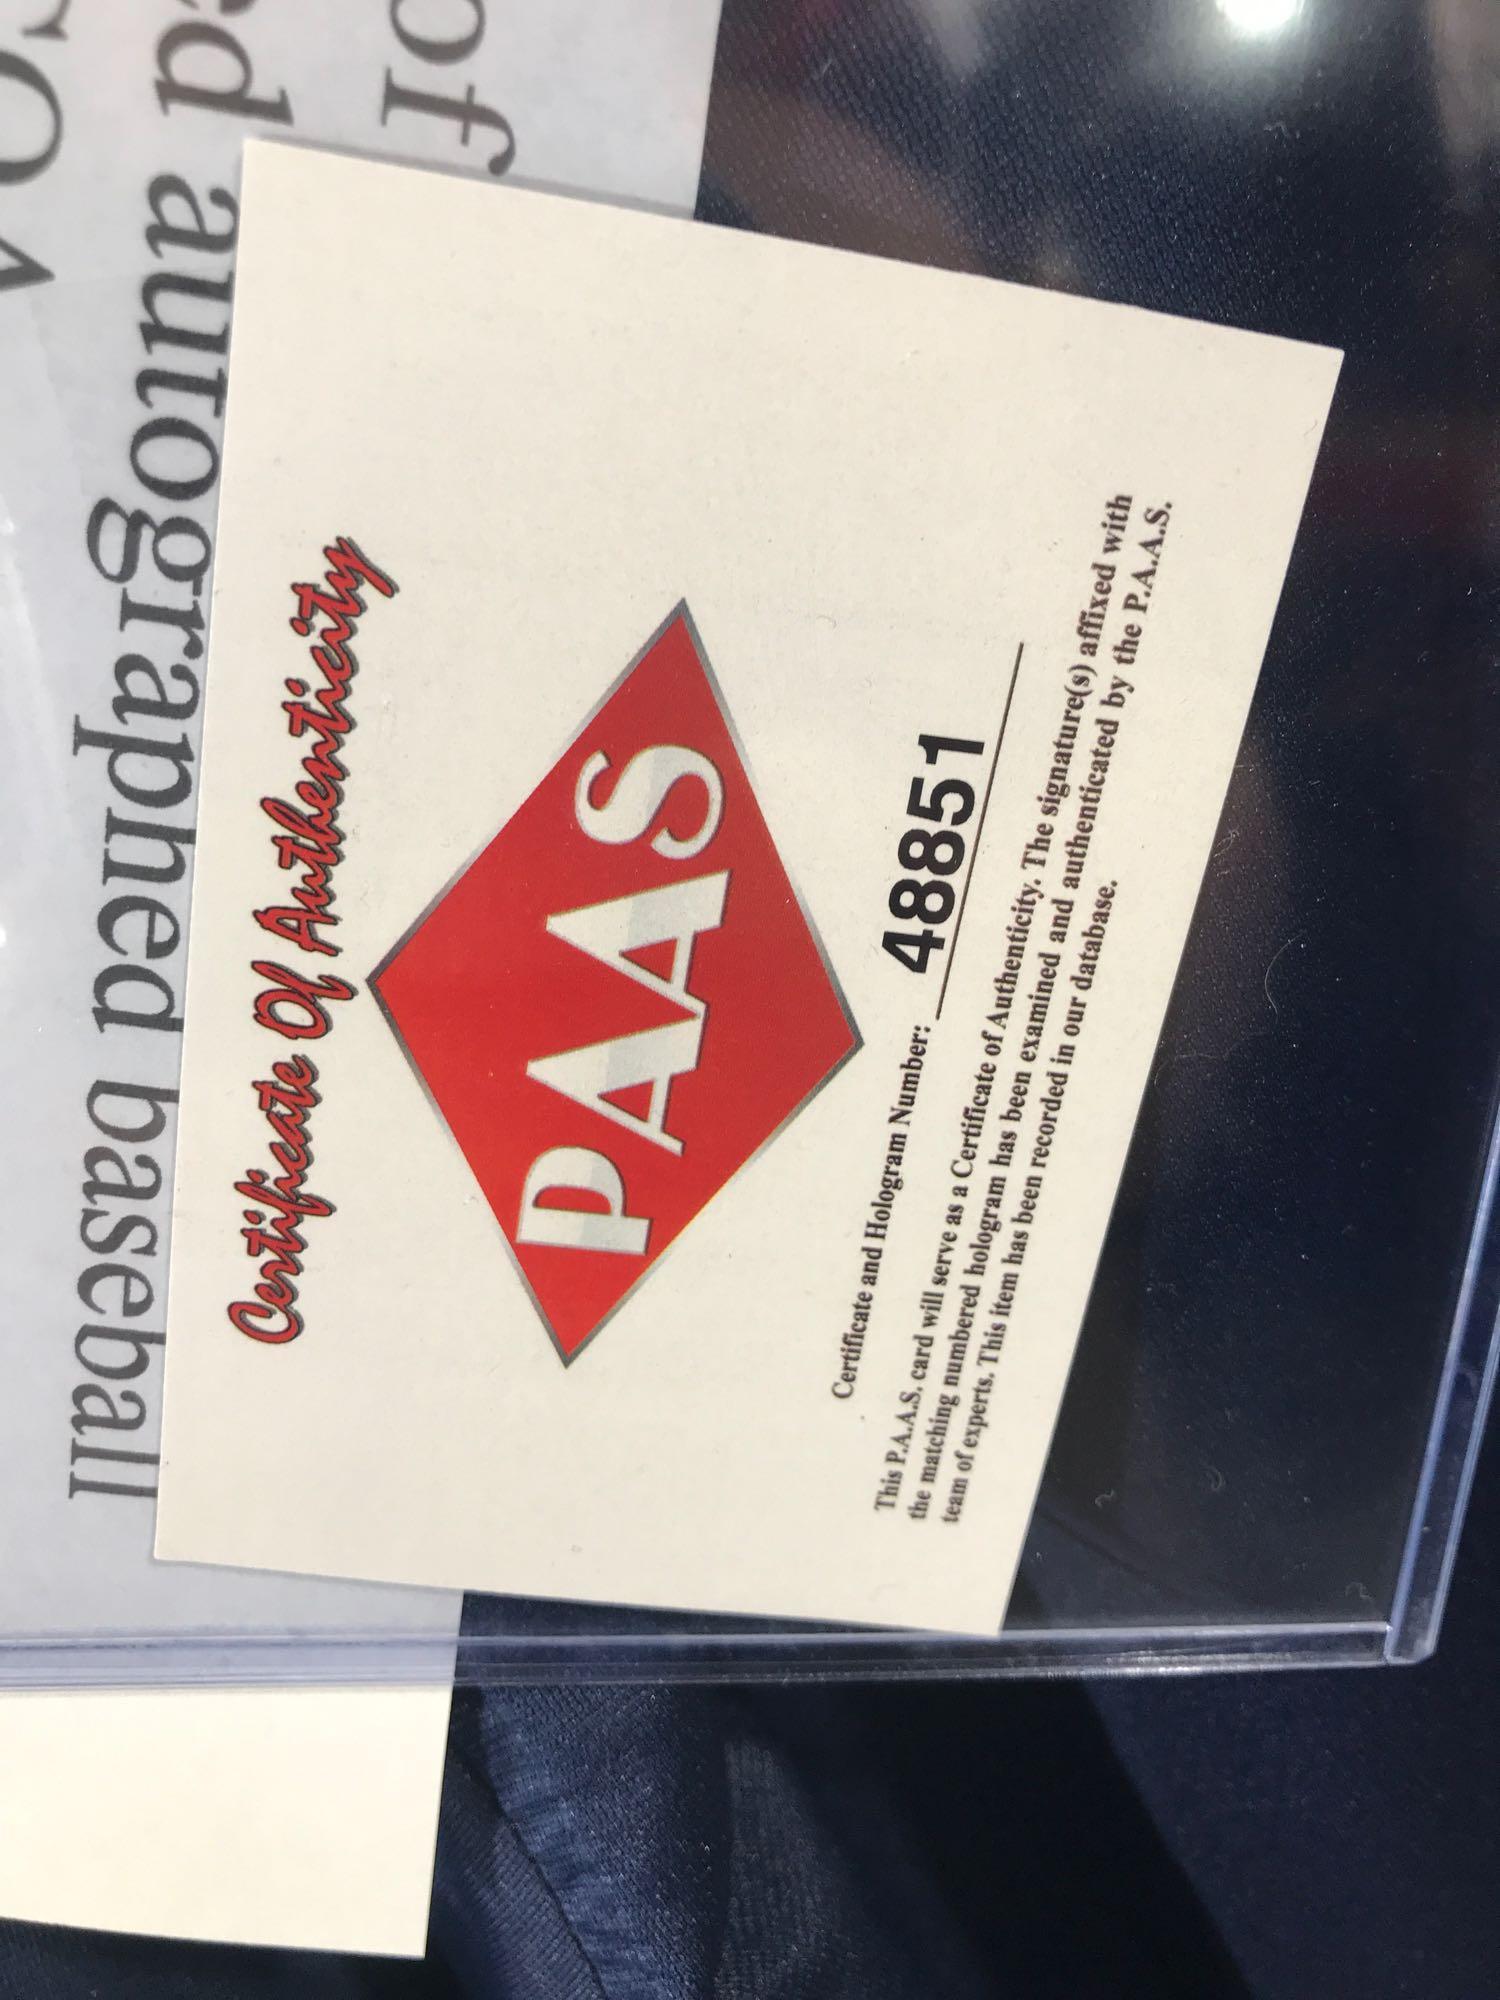 Certificate Of Authenticity
PAAS
Certificate and Hologram Number: 48851
This P.A.A.S. card will serve as a Certificate of Authenticity. The signature(s) affixed with
the matching numbered hologram has been examined and authenticated by the P.A.A.S.
team of experts. This item has been recorded in our database.
of
autographed baseball